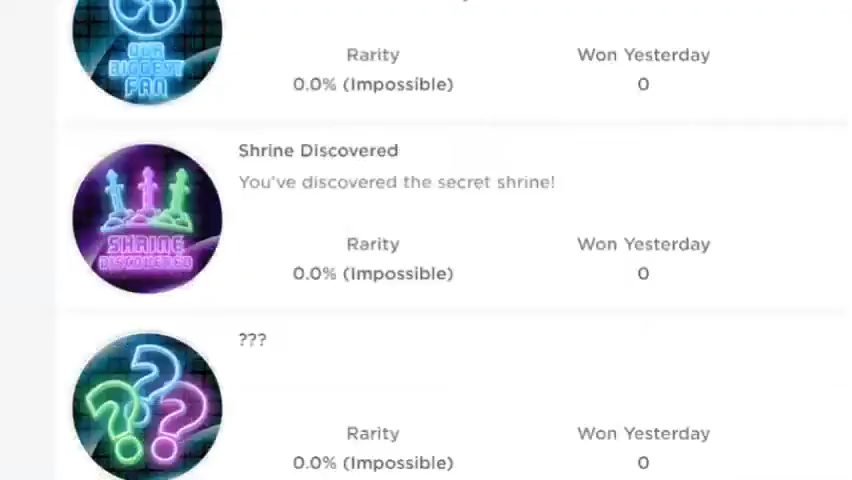 OUR
BIGGEST
FAN
Rarity
Won Yesterday
0.0% (Impossible)
0
Shrine Discovered
You've discovered the secret shrine!
SHRINE
DISCOVERED
Rarity
Won Yesterday
0.0% (Impossible)
0
???
???
Rarity
Won Yesterday
0.0% (Impossible)
0